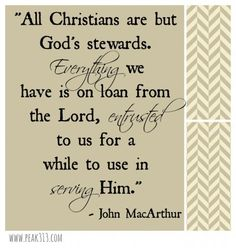 "All Christians are but
God's stewards.
Everything we
have is on loan from
the Lord, entrusted
to us for a
while to use in
serving Him."
- John MacArthur
WWW.PEAK313.COM